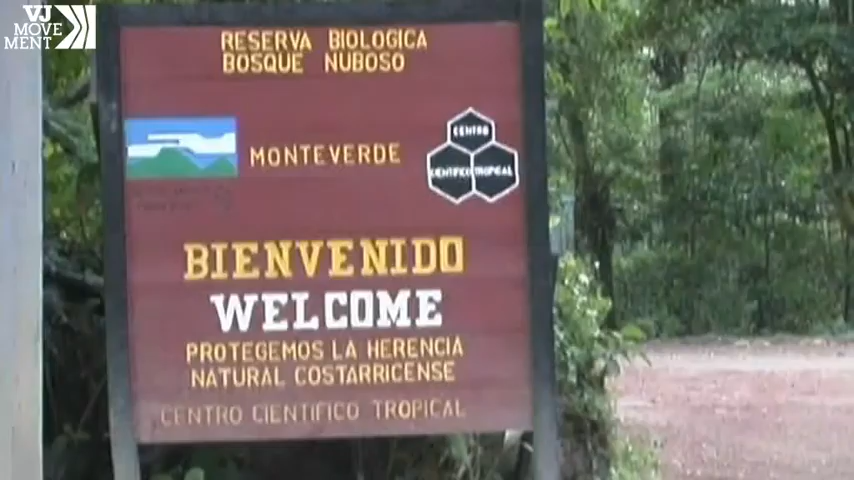 VJ
MOVE
MENT
RESERVA BIOLOGICA
BOSQUE NUBOSO
MONTEVERDE
CENTRO
CIENTIFICO TROPICAL
BIENVENIDO
WELCOME
PROTEGEMOS LA HERENCIA
NATURAL COSTARRICENSE
CENTRO CIENTIFICO TROPICAL